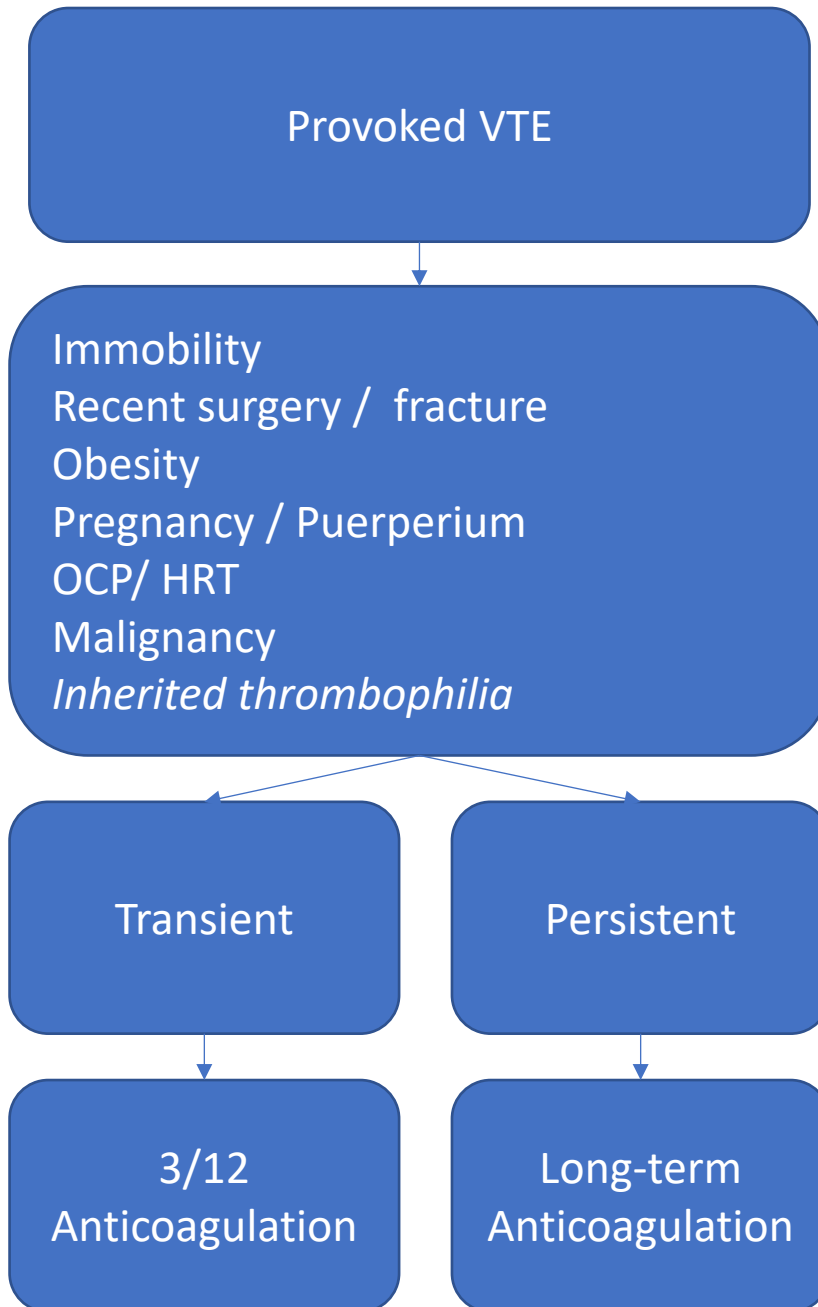 Provoked VTE
Immobility
Recent surgery /  fracture
Obesity
Pregnancy / Puerperium
OCP/ HRT
Malignancy
Inherited thrombophilia
Transient
Persistent
3/12
Anticoagulation
Long-term
Anticoagulation